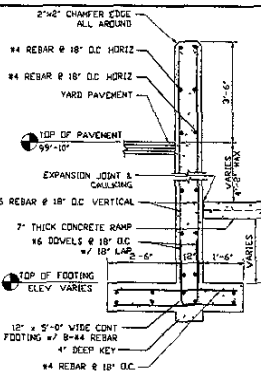 2"x2" CHAMFER EDGE
ALL AROUND
#4 REBAR @ 18" O.C HORIZ
#4 REBAR @ 18" O.C HORIZ
YARD PAVEMENT
3'-6"
TOP OF PAVEMENT
99'-10"
EXPANSION JOINT &
CAULKING
VARIES
4'-2" MAX
REBAR @ 18" O.C VERTICAL
7" THICK CONCRETE RAMP
#6 DOWELS @ 18" O.C
w/ 18" LAP
2'-6"
12"
1'-6"
VARIES
TOP OF FOOTING
ELEV VARIES
12" x 5'-0" WIDE CONT
FOOTING w/ 8-#4 REBAR
4" DEEP KEY
#4 REBAR @ 18" O.C.